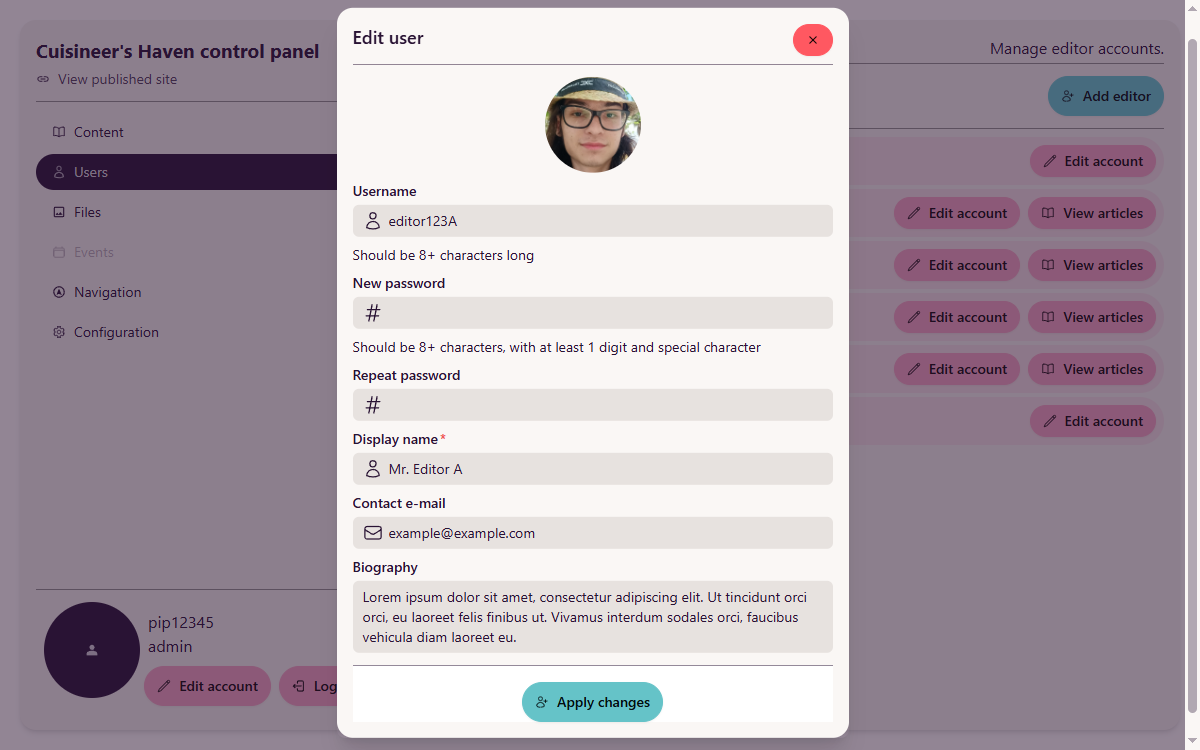 Cuisineer's Haven control panel
View published site
Content
Users
Files
Events
Navigation
Configuration
pip12345
admin
Edit account
Log
Edit user
Username
editor123A
Should be 8+ characters long
New password
Should be 8+ characters, with at least 1 digit and special character
Repeat password
Display name*
Mr. Editor A
Contact e-mail
example@example.com
Biography
Lorem ipsum dolor sit amet, consectetur adipiscing elit. Ut tincidunt orci
orci, eu laoreet felis finibus ut. Vivamus interdum sodales orci, faucibus
vehicula diam laoreet eu.
Apply changes
Manage editor accounts.
Add editor
Edit account
Edit account View articles
Edit account View articles
Edit account View articles
Edit account View articles
Edit account